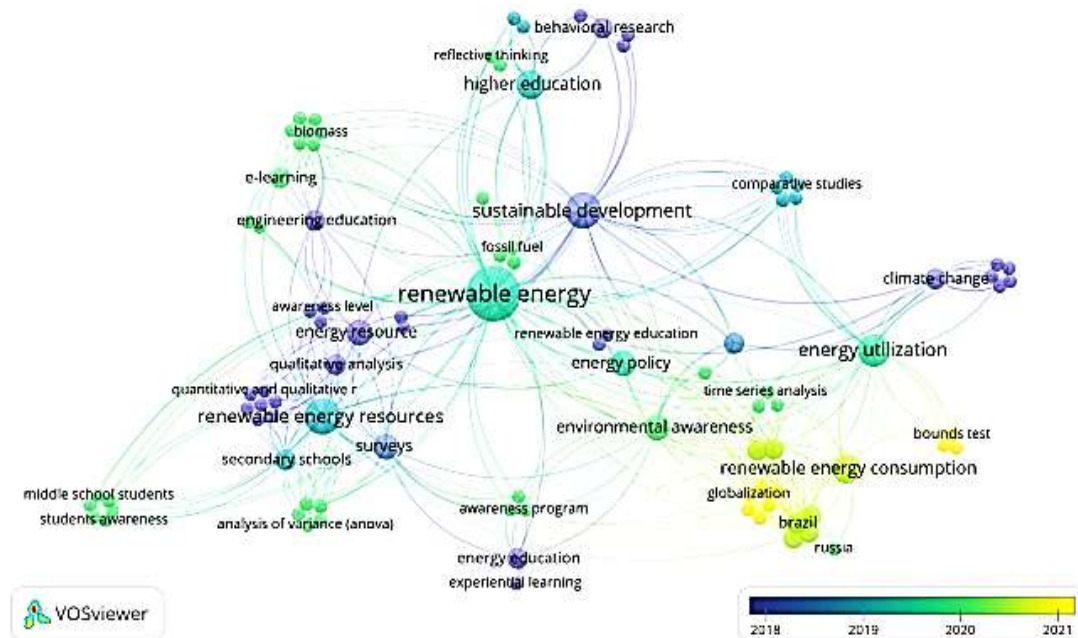 behavioral research
reflective thinking
higher education
biomass
e-learning
comparative studies
engineering education
sustainable development
fossil fuel
climate change
renewable energy
awareness level
energy resource
renewable energy education
qualitative analysis
energy policy
energy utilization
quantitative and qualitative r
time series analysis
renewable energy resources
environmental awareness
bounds test
surveys
secondary schools
renewable energy consumption
middle school students
globalization
students awareness
analysis of variance (anova)
awareness program
brazil
russia
energy education
experiential learning
VOSviewer
2018 2019 2020 2021